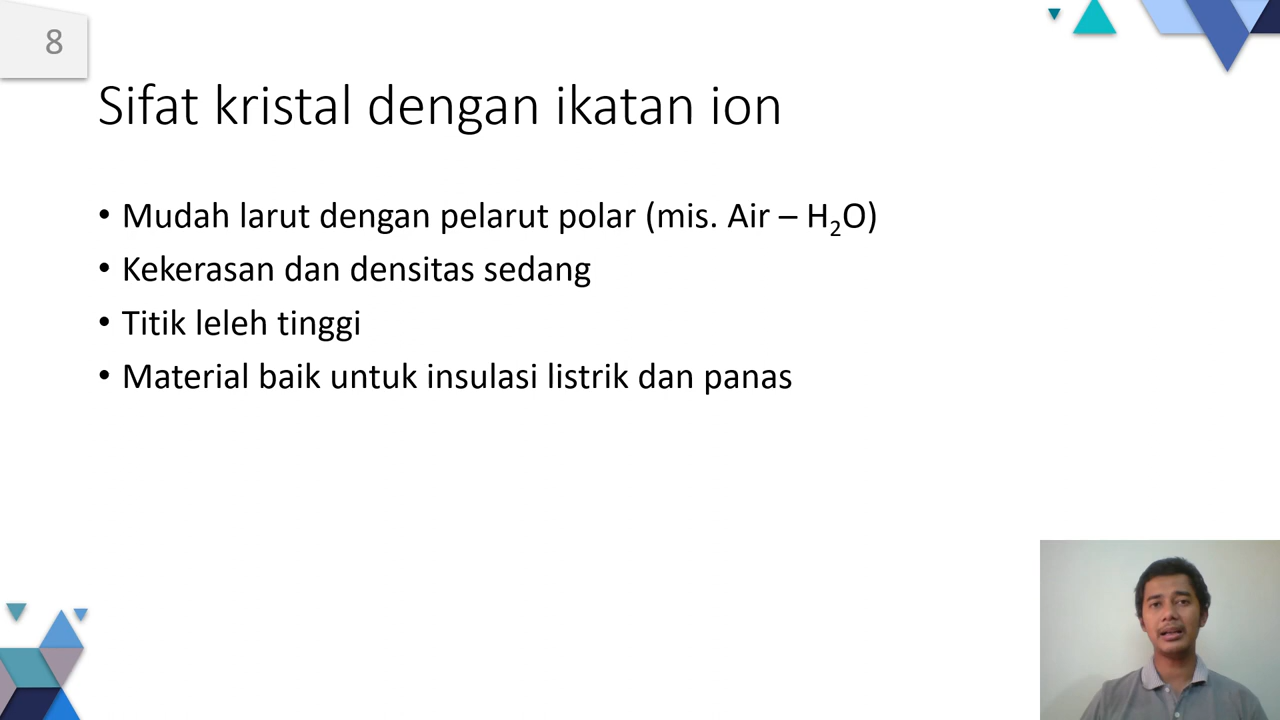 8
Sifat kristal dengan ikatan ion
• Mudah larut dengan pelarut polar (mis. Air – H₂O)
• Kekerasan dan densitas sedang
• Titik leleh tinggi
• Material baik untuk insulasi listrik dan panas